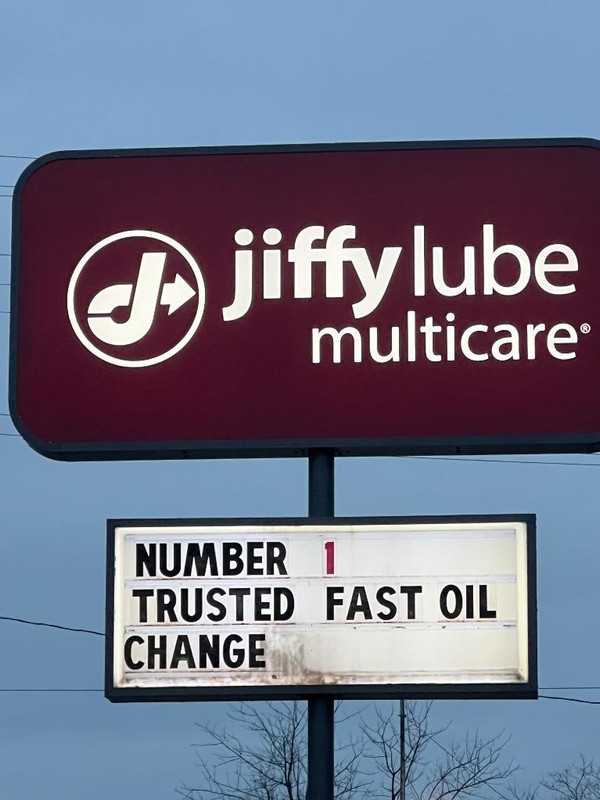 jiffy lube
multicare®
NUMBER 1
TRUSTED FAST OIL
CHANGE